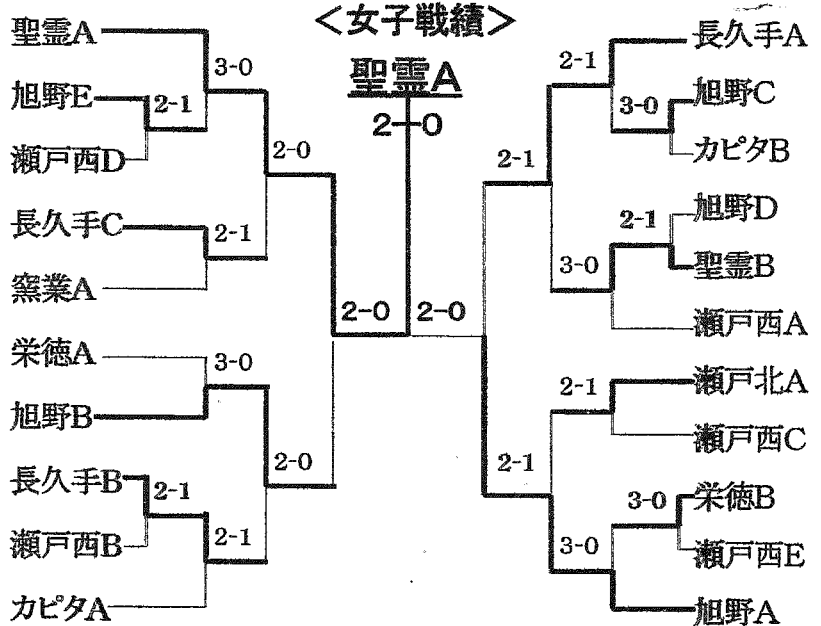 <女子戦績>
聖霊A
2-0
聖霊A
3-0
旭野E
2-1
瀬戸西D
2-0
長久手C
2-1
窯業A
2-0
栄徳A
3-0
旭野B
2-0
長久手B
2-1
瀬戸西B
2-1
カピタA
長久手A
2-1
旭野C
3-0
カピタB
2-1
旭野D
2-1
聖霊B
3-0
瀬戸西A
2-0
瀬戸北A
2-1
瀬戸西C
2-1
栄徳B
3-0
瀬戸西E
3-0
旭野A